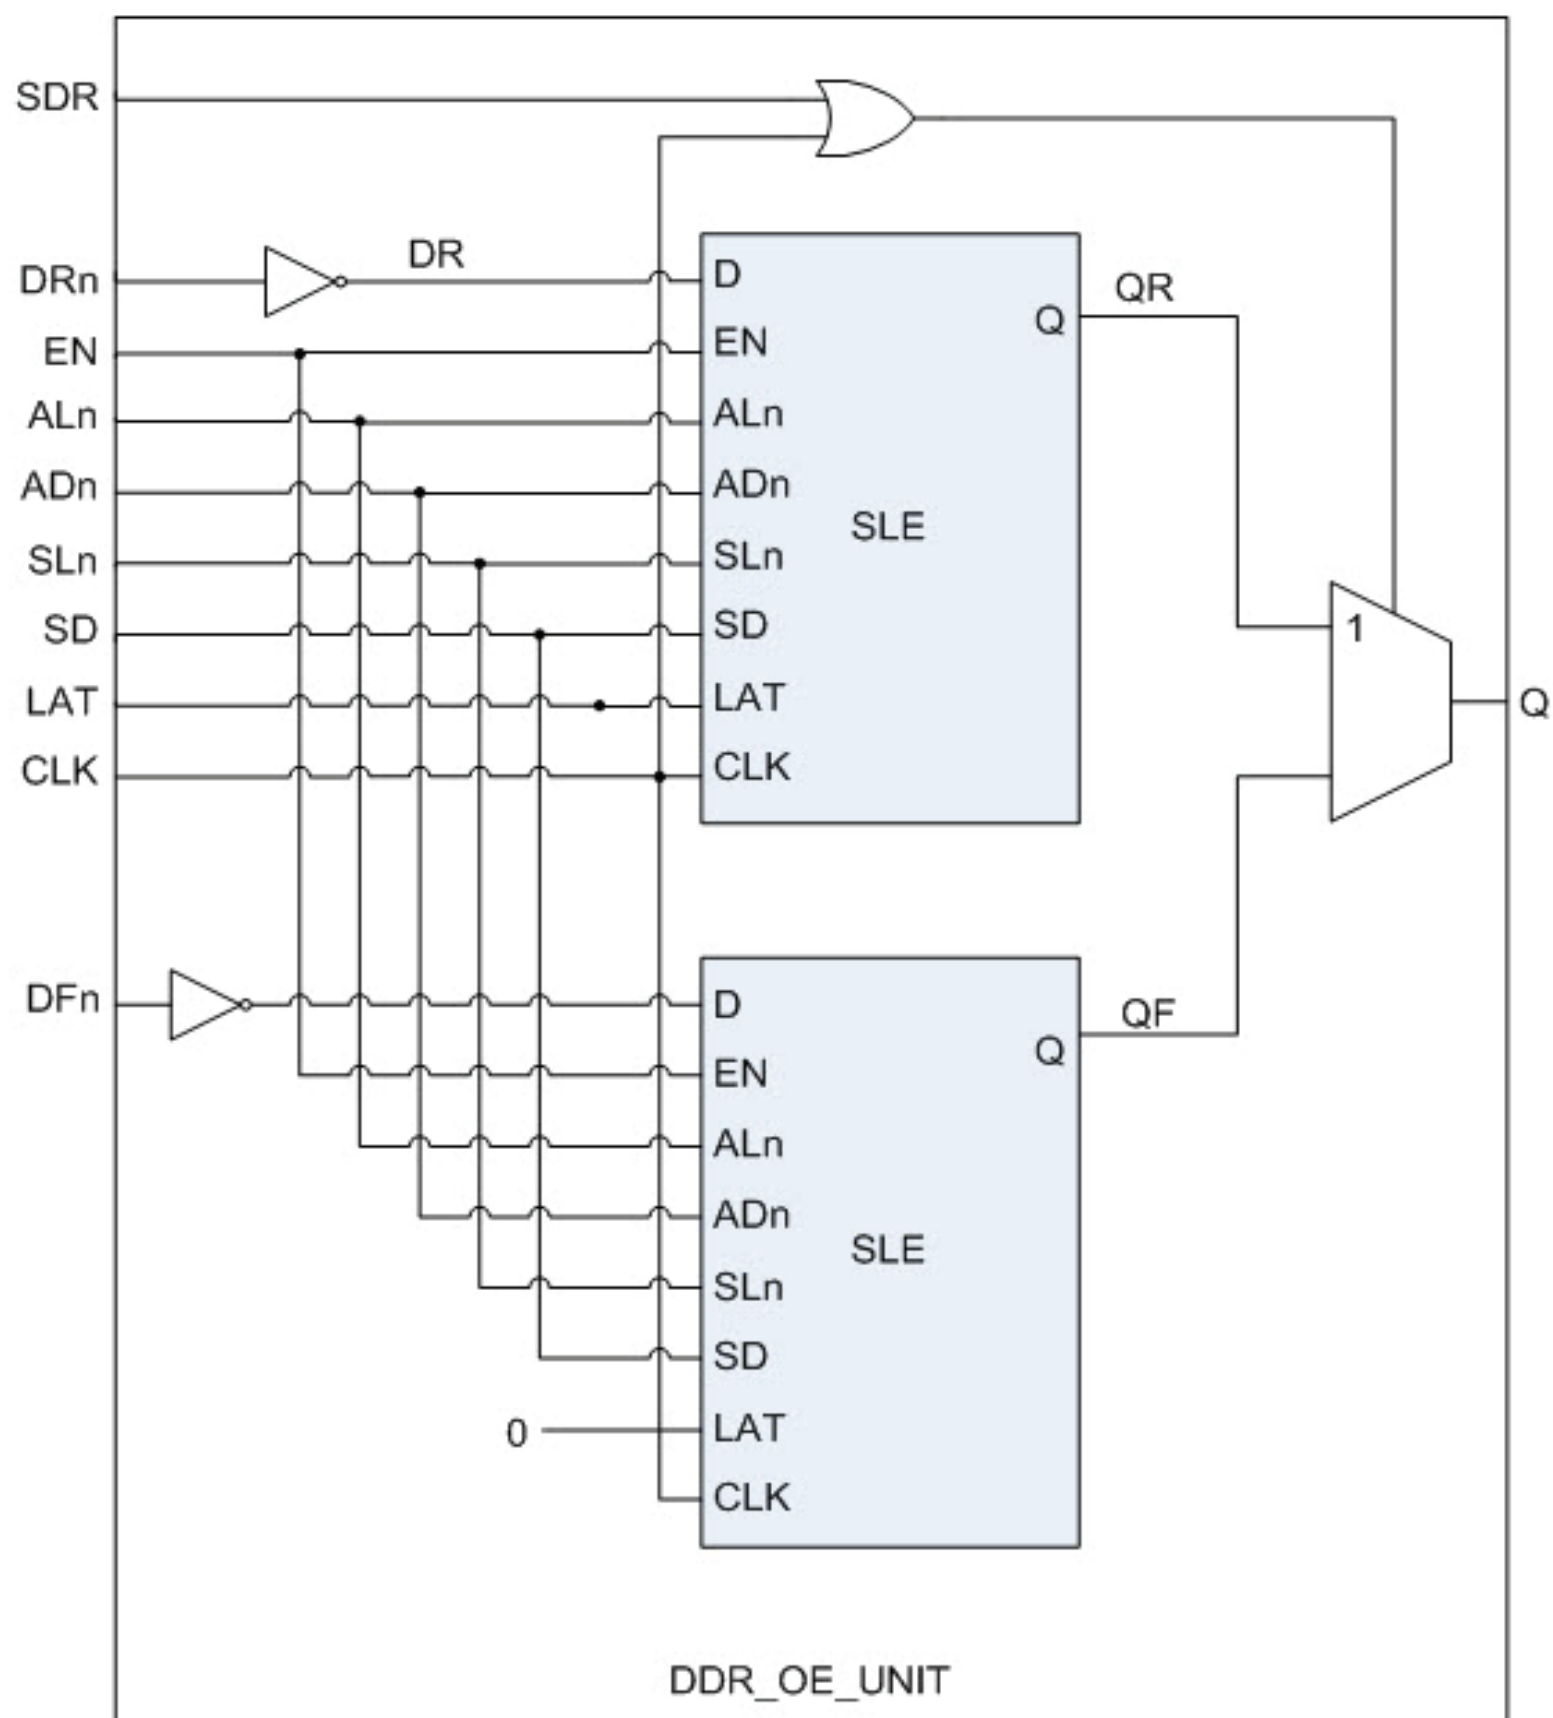 SDR
DRn
DR
EN
ALn
ADn
SLn
SD
LAT
CLK
D
EN
ALn
ADn
SLn
SD
LAT
CLK
SLE
Q
QR
1
Q
DFn
D
EN
ALn
ADn
SLn
SD
0
LAT
CLK
SLE
Q
QF
DDR_OE_UNIT